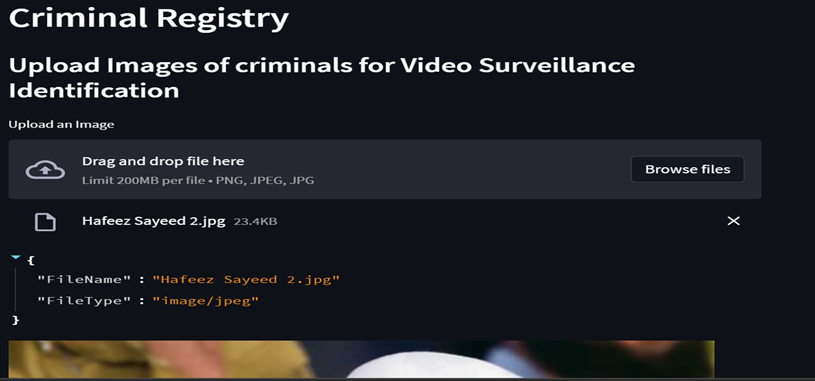 Criminal Registry
Upload Images of criminals for Video Surveillance
Identification
Upload an Image
Drag and drop file here
Limit 200MB per file • PNG, JPEG, JPG
Browse files
Hafeez Sayeed 2.jpg 23.4KB
{
"FileName" : "Hafeez Sayeed 2.jpg"
"FileType" : "image/jpeg"
}